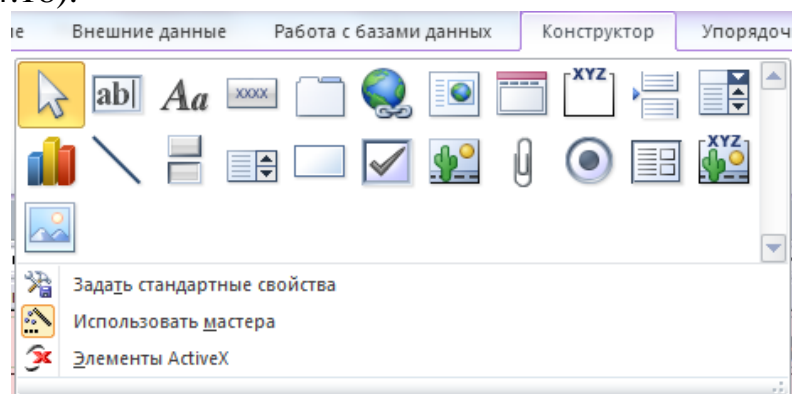 Внешние данные Работа с базами данных Конструктор Упорядоч
ab| Aa XXXX XYZ
XYZ
Задать стандартные свойства
Использовать мастера
Элементы ActiveX